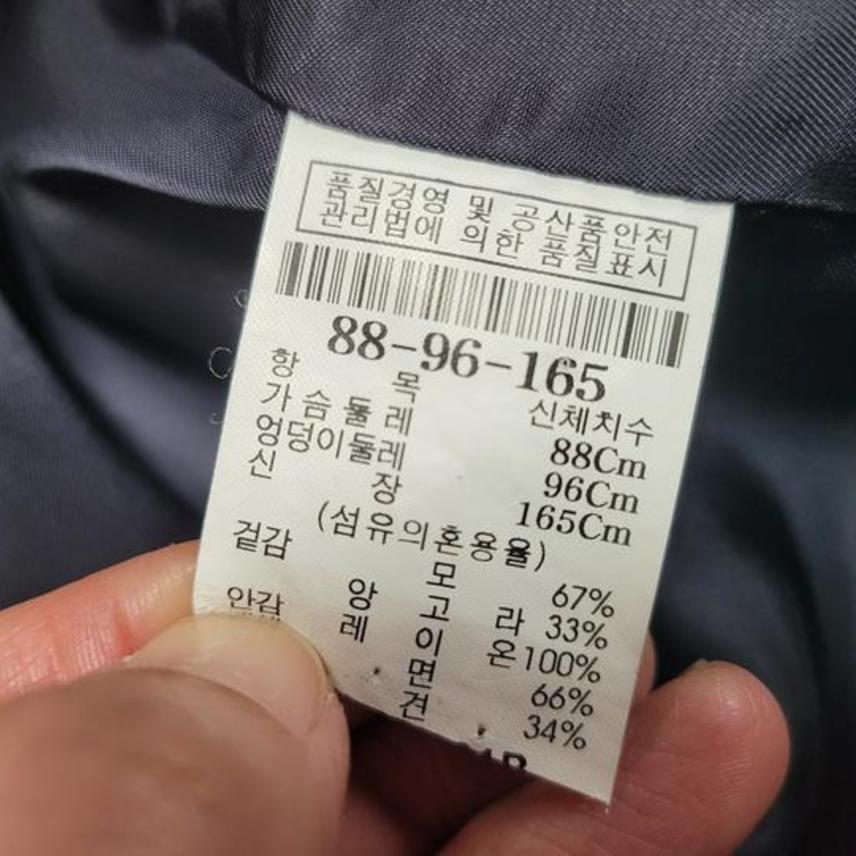 품질경영 및 공산품안전
관리법에 의한 품질표시
88-96-165
항 목 신체치수
가슴둘레 88Cm
엉덩이둘레 96Cm
신 장 165Cm
(섬유의혼용율)
겉감 모 67%
앙 고 라 33%
안감 레 이 온 100%
면 66%
견 34%